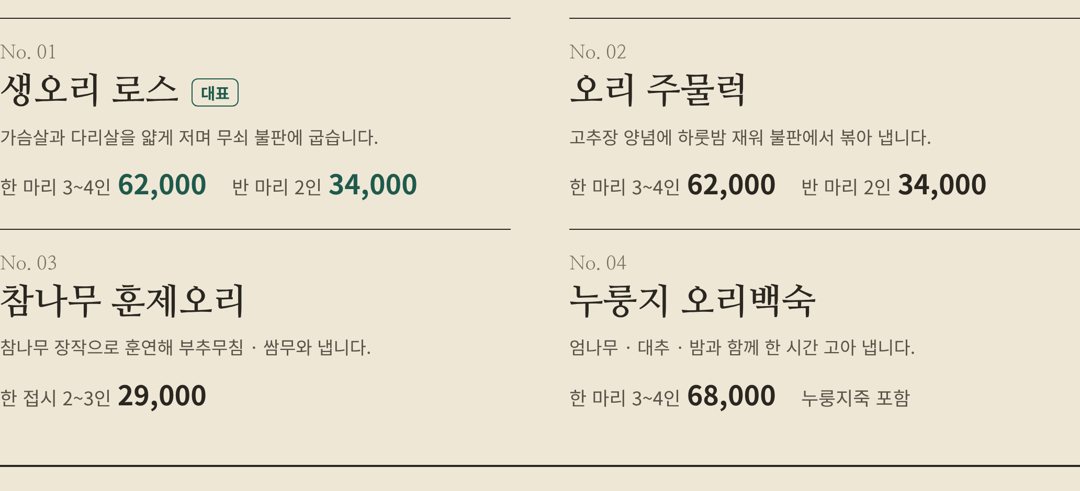 No. 01
생오리 로스 대표
가슴살과 다리살을 얇게 저며 무쇠 불판에 굽습니다.
한 마리 3~4인 62,000 반 마리 2인 34,000
No. 02
오리 주물럭
고추장 양념에 하룻밤 재워 불판에서 볶아 냅니다.
한 마리 3~4인 62,000 반 마리 2인 34,000
No. 03
참나무 훈제오리
참나무 장작으로 훈연해 부추무침 · 쌈무와 냅니다.
한 접시 2~3인 29,000
No. 04
누룽지 오리백숙
엄나무 · 대추 · 밤과 함께 한 시간 고아 냅니다.
한 마리 3~4인 68,000 누룽지죽 포함